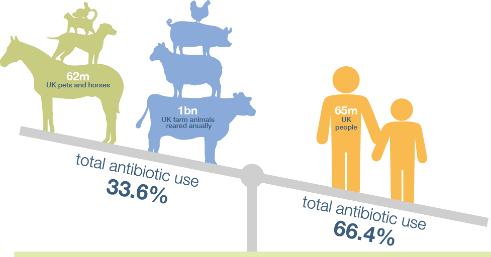 62m
UK pets and horses
1bn
UK farm animals
reared anually
65m
UK
people
total antibiotic use
33.6%
total antibiotic use
66.4%